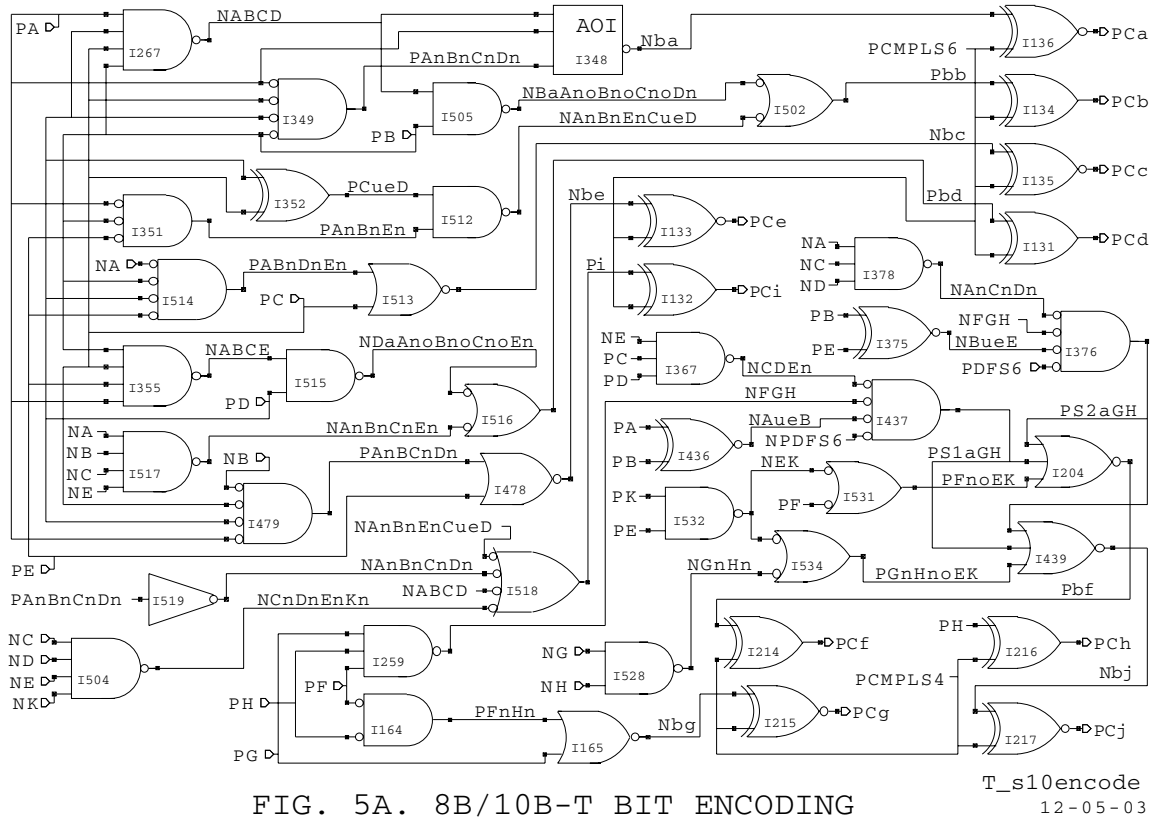 PA
NABCD
I267
AOI
I348
Nba
PCMPLS6
I136
PCa
PAnBnCnDn
I349
PB
I505
NBaAnoBnoCnoDn
NAnBnEnCueD
I502
Pbb
I134
PCb
Nbc
I135
PCc
I352
PCueD
I512
I351
PAnBnEn
Nbe
I133
PCe
Pbd
I131
PCd
NA
I514
PABnDnEn
PC
I513
Pi
I132
PCi
NA
NC
ND
I378
NAnCnDn
PB
PE
I375
NFGH
NBueE
PDFS6
I376
I355
NABCE
PD
I515
NDaAnoBnoCnoEn
I516
NE
PC
PD
I367
NCDEn
NFGH
NAueB
NPDFS6
I437
NA
NB
NC
NE
I517
NAnBnCnEn
NB
I479
PAnBCnDn
I478
PA
PB
I436
PS2aGH
PS1aGH
I204
PK
PE
I532
NEK
PF
I531
PFnoEK
PE
NAnBnEnCueD
NAnBnCnDn
NABCD
I518
NGnHn
I534
PGnHnoEK
I439
PAnBnCnDn
I519
NCnDnEnKn
Pbf
NC
ND
NE
NK
I504
I259
PF
PH
I164
PFnHn
PG
I165
Nbg
NG
NH
I528
I214
PCf
PCMPLS4
I215
PCg
PH
I216
PCh
Nbj
I217
PCj
T_s10encode
12-05-03
FIG. 5A. 8B/10B-T BIT ENCODING